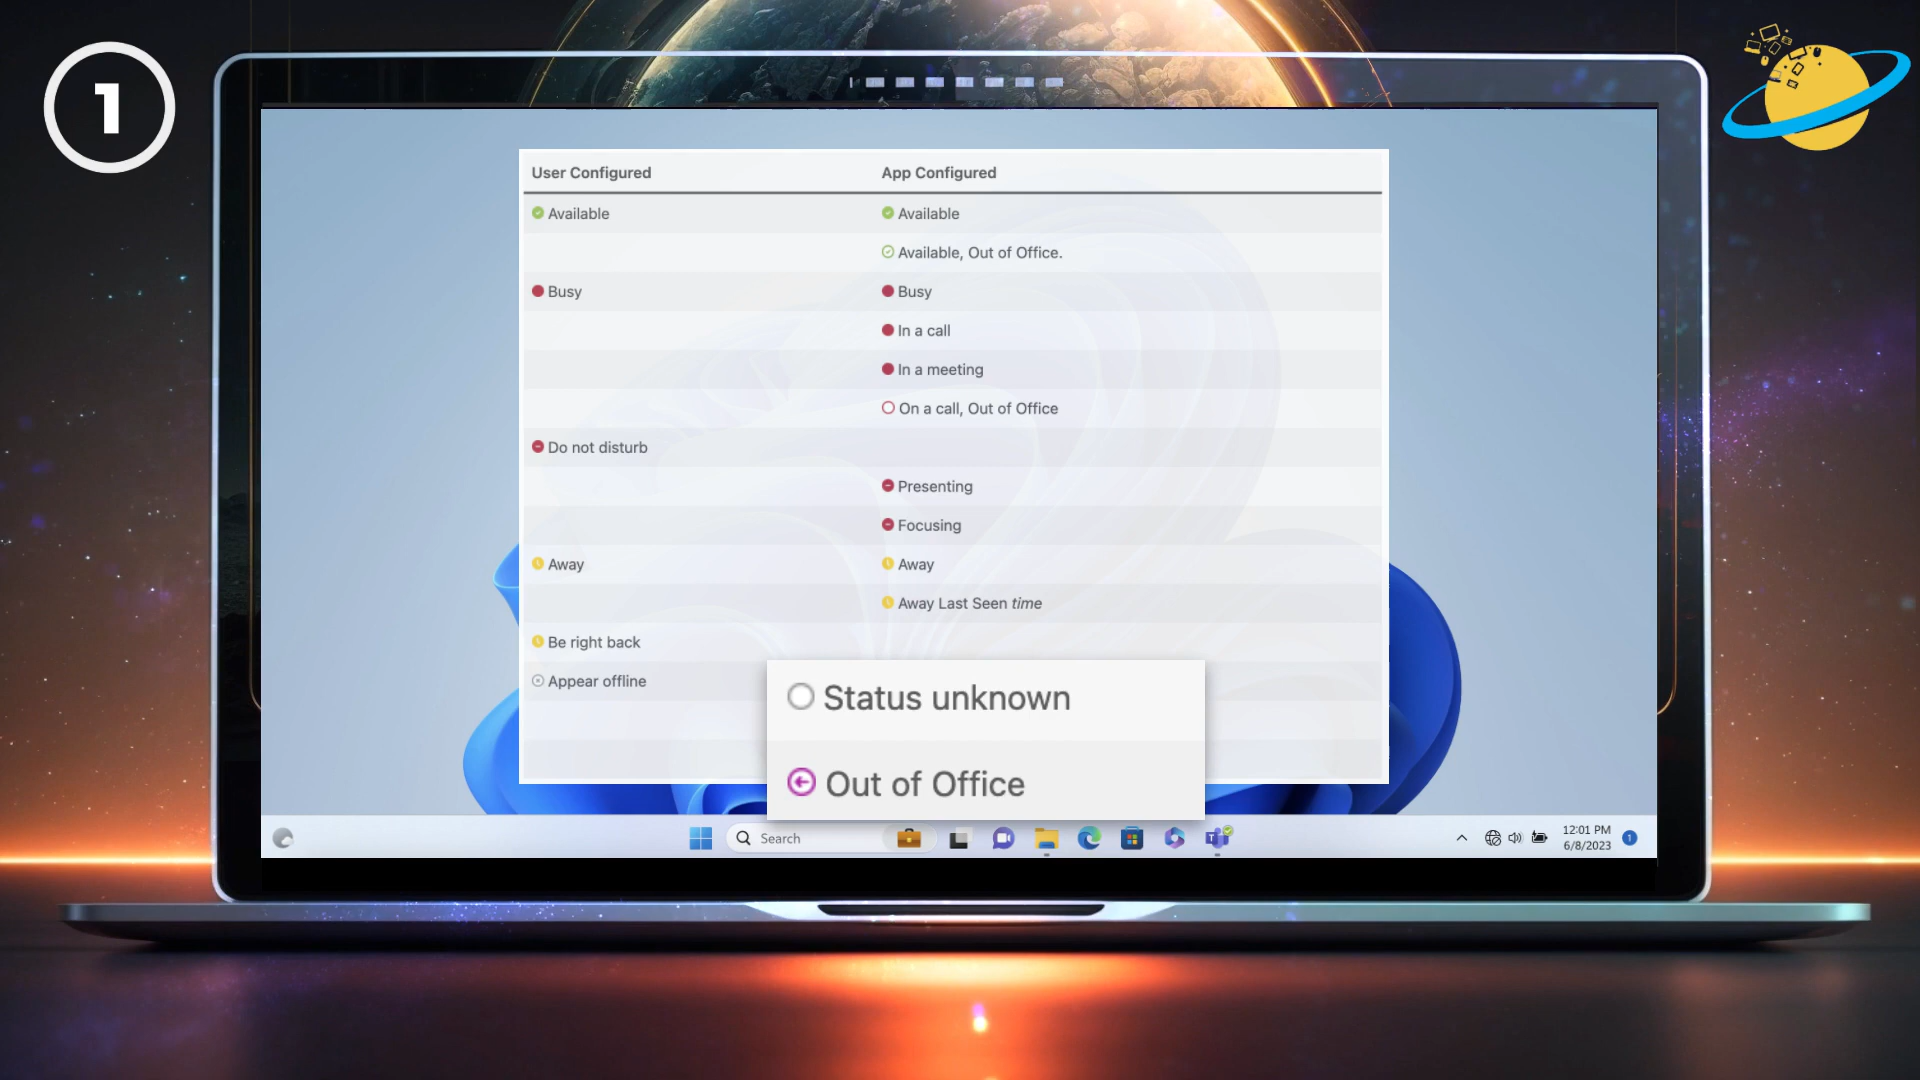 1
User Configured App Configured
Available Available
Available, Out of Office.
Busy Busy
In a call
In a meeting
On a call, Out of Office
Do not disturb
Presenting
Focusing
Away Away
Away Last Seen time
Be right back
Appear offline
Status unknown
Out of Office
Search
12:01 PM
6/8/2023
1